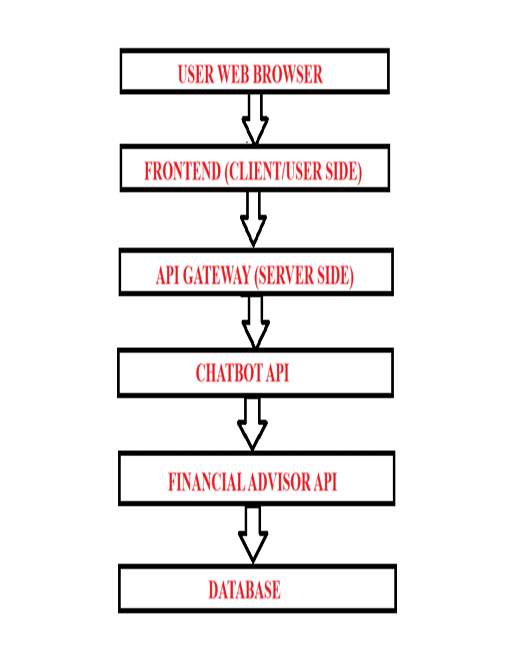 USER WEB BROWSER
FRONTEND (CLIENT/USER SIDE)
API GATEWAY (SERVER SIDE)
CHATBOT API
FINANCIAL ADVISOR API
DATABASE